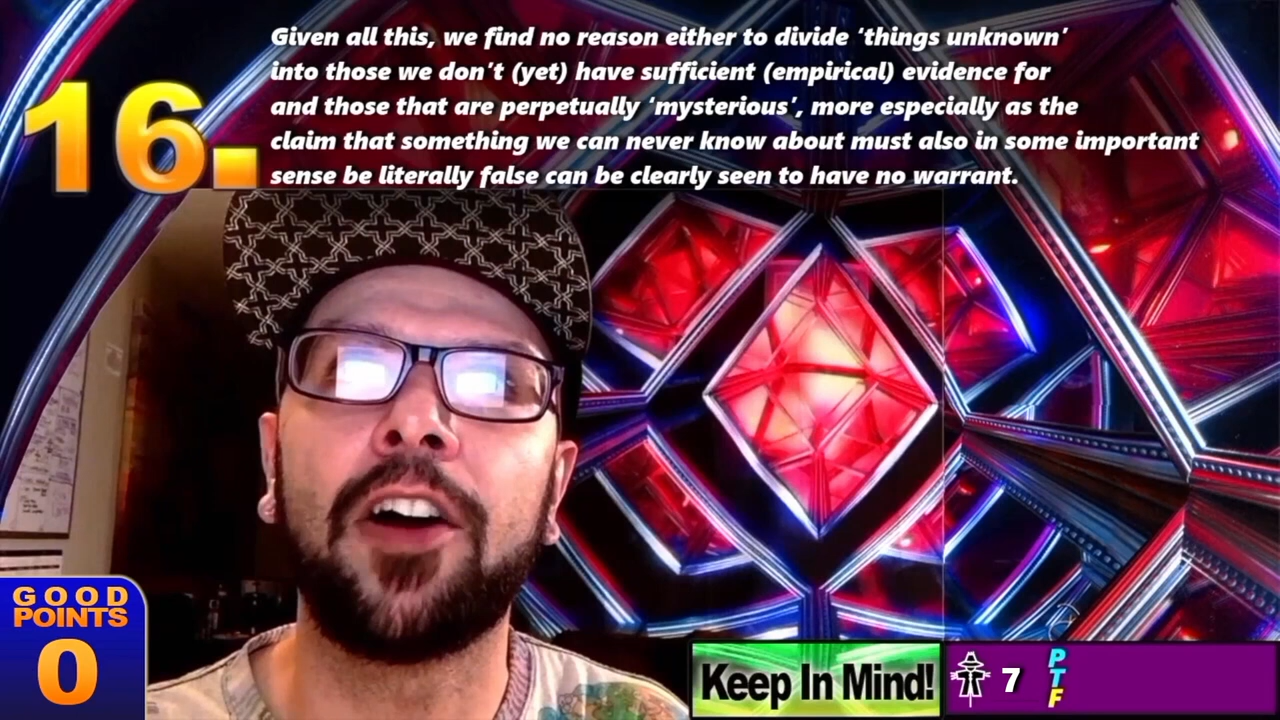 16.
Given all this, we find no reason either to divide ‘things unknown’
into those we don’t (yet) have sufficient (empirical) evidence for
and those that are perpetually ‘mysterious’, more especially as the
claim that something we can never know about must also in some important
sense be literally false can be clearly seen to have no warrant.
GOOD
POINTS
0
Keep In Mind!
7
P
T
F